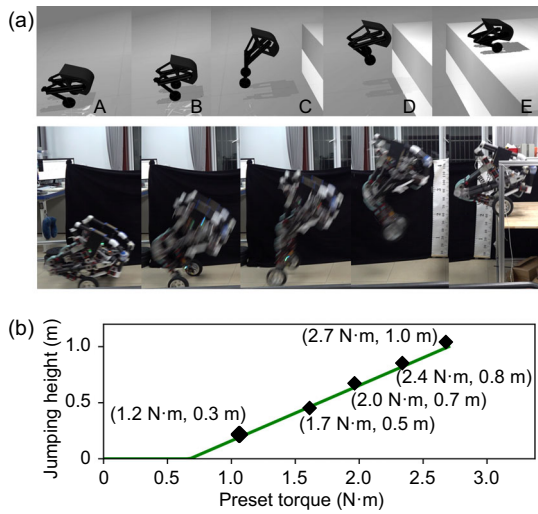 (a)
A B C D E
(b)
Jumping height (m)
1.0
0.5
0
(2.7 N·m, 1.0 m)
(2.4 N·m, 0.8 m)
(1.2 N·m, 0.3 m)
(2.0 N·m, 0.7 m)
(1.7 N·m, 0.5 m)
0 0.5 1.0 1.5 2.0 2.5 3.0
Preset torque (N·m)